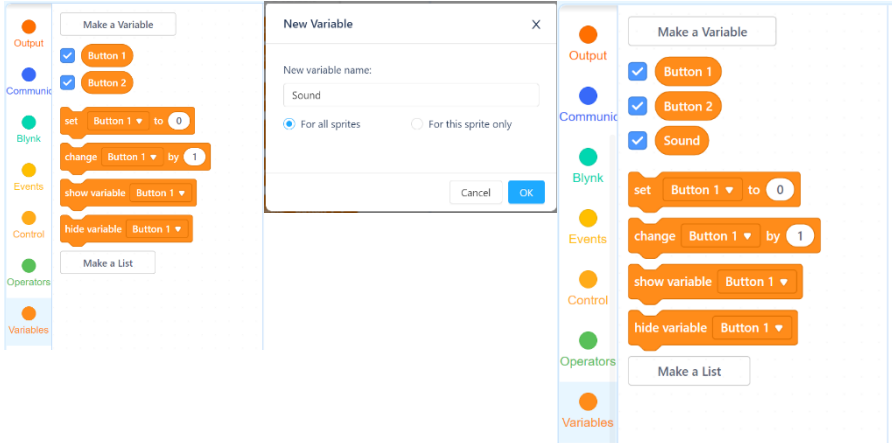 Output
Communic
Blynk
Events
Control
Operators
Variables
Make a Variable
Button 1
Button 2
set Button 1 to 0
change Button 1 by 1
show variable Button 1
hide variable Button 1
Make a List
New Variable
New variable name:
Sound
For all sprites For this sprite only
Cancel OK
Output
Communic
Blynk
Events
Control
Operators
Variables
Make a Variable
Button 1
Button 2
Sound
set Button 1 to 0
change Button 1 by 1
show variable Button 1
hide variable Button 1
Make a List